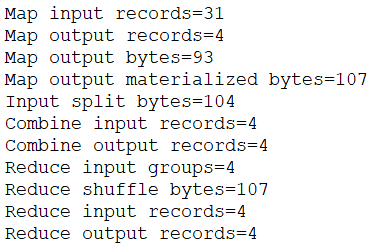 Map input records=31
Map output records=4
Map output bytes=93
Map output materialized bytes=107
Input split bytes=104
Combine input records=4
Combine output records=4
Reduce input groups=4
Reduce shuffle bytes=107
Reduce input records=4
Reduce output records=4